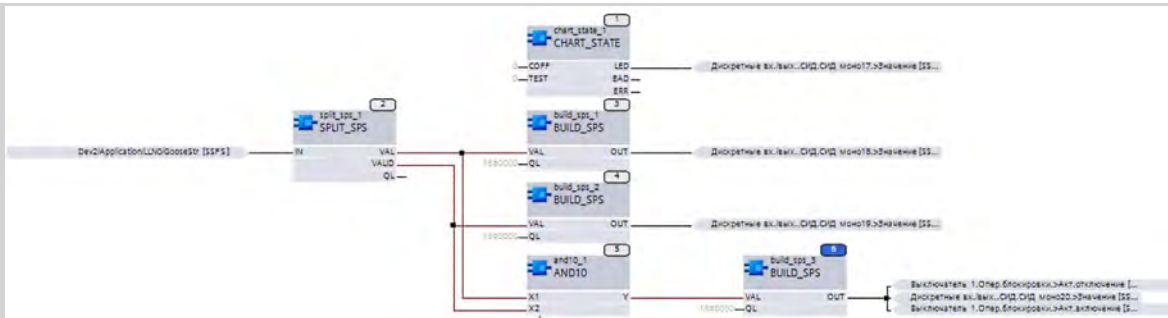 1
chart_state_1
CHART_STATE
0 COFF LED Дискретные вх./вых...СИД.СИД моно17.>Значение [SS...
0 TEST BAD
ERR
2
split_sps_1
SPLIT_SPS
Dev2\Application/LLN0/GooseStr [SSPS] IN VAL
VALID
QL
3
build_sps_1
BUILD_SPS
VAL OUT Дискретные вх./вых...СИД.СИД моно18.>Значение [SS...
QL
4
build_sps_2
BUILD_SPS
VAL OUT Дискретные вх./вых...СИД.СИД моно19.>Значение [SS...
QL
5
and10_1
AND10
X1 Y
X2
6
build_sps_3
BUILD_SPS
VAL OUT
QL
Выключатель 1.Опер.блокировки.>Акт.отключение [...
Дискретные вх./вых...СИД.СИД моно20.>Значение [SS...
Выключатель 1.Опер.блокировки.>Акт.включение [...